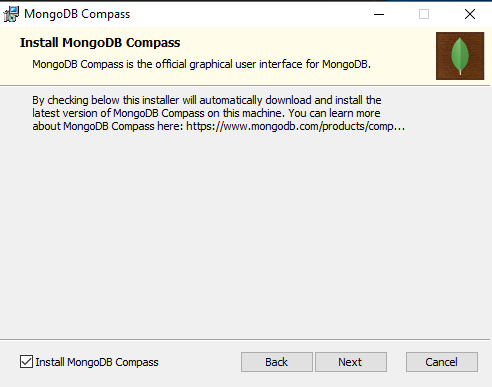 MongoDB Compass
Install MongoDB Compass
MongoDB Compass is the official graphical user interface for MongoDB.
By checking below this installer will automatically download and install the
latest version of MongoDB Compass on this machine. You can learn more
about MongoDB Compass here: https://www.mongodb.com/products/comp...
Install MongoDB Compass
Back
Next
Cancel